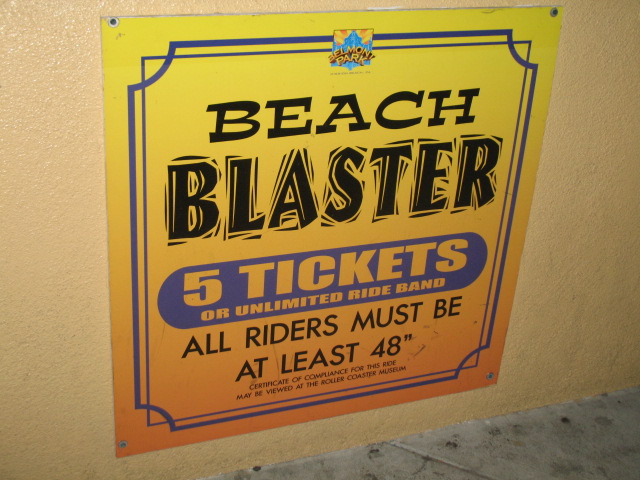 BELMONT
PARK
BEACH
BLASTER
5 TICKETS
OR UNLIMITED RIDE BAND
ALL RIDERS MUST BE
AT LEAST 48"
CERTIFICATE OF COMPLIANCE FOR THIS RIDE
MAY BE VIEWED AT THE ROLLER COASTER MUSEUM